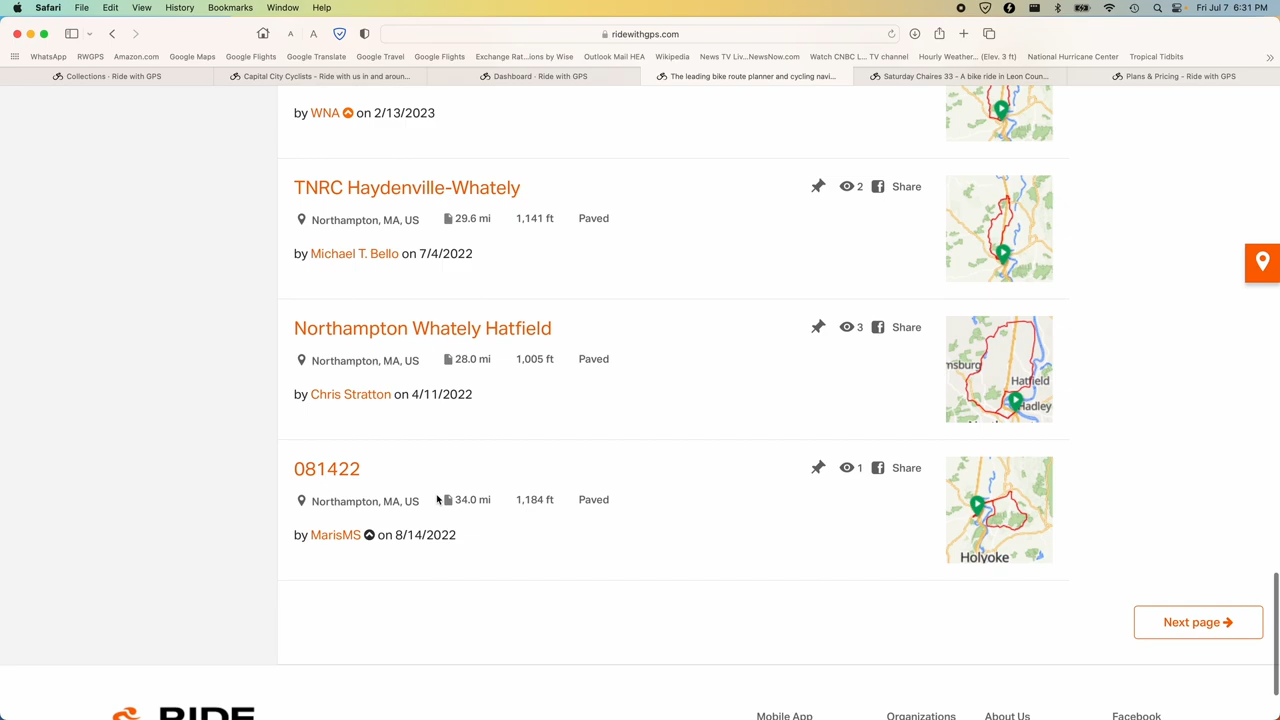 Safari File Edit View History Bookmarks Window Help Fri Jul 7 6:31 PM
A A ridewithgps.com
WhatsApp RWGPS Amazon.com Google Maps Google Flights Google Translate Google Travel Google Flights Exchange Rat...ions by Wise Outlook Mail HEA Wikipedia News TV Liv...NewsNow.com Watch CNBC L... TV channel Hourly Weather... (Elev. 3 ft) National Hurricane Center Tropical Tidbits
Collections · Ride with GPS Capital City Cyclists - Ride with us in and aroun... Dashboard · Ride with GPS The leading bike route planner and cycling navi... Saturday Chaires 33 - A bike ride in Leon Coun... Plans & Pricing - Ride with GPS
by WNA on 2/13/2023
TNRC Haydenville-Whately 2 Share
Northampton, MA, US 29.6 mi 1,141 ft Paved
by Michael T. Bello on 7/4/2022
Northampton Whately Hatfield 3 Share
Northampton, MA, US 28.0 mi 1,005 ft Paved
msburg
Hatfield
by Chris Stratton on 4/11/2022
Hadley
081422 1 Share
Northampton, MA, US 34.0 mi 1,184 ft Paved
by MarisMS on 8/14/2022
Holyoke
Next page
RIDE
Mobile App Organizations About Us Facebook